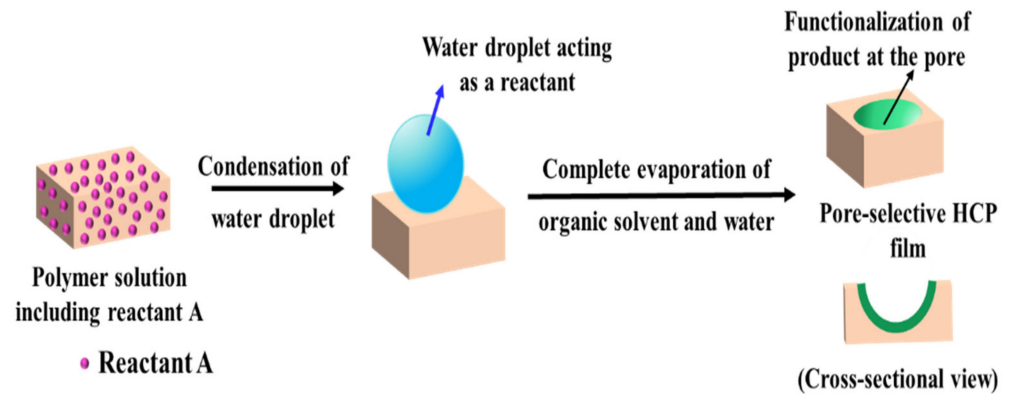 Polymer solution
including reactant A
Reactant A
Condensation of
water droplet
Water droplet acting
as a reactant
Complete evaporation of
organic solvent and water
Functionalization of
product at the pore
Pore-selective HCP
film
(Cross-sectional view)